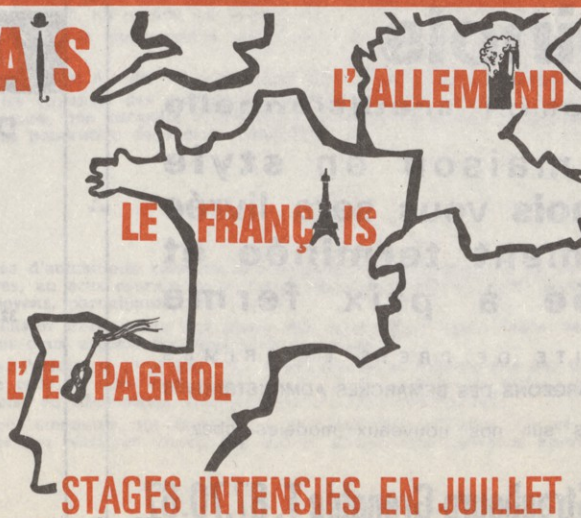 AIS
L'ALLEMAND
LE FRANÇAIS
L'ESPAGNOL
STAGES INTENSIFS EN JUILLET